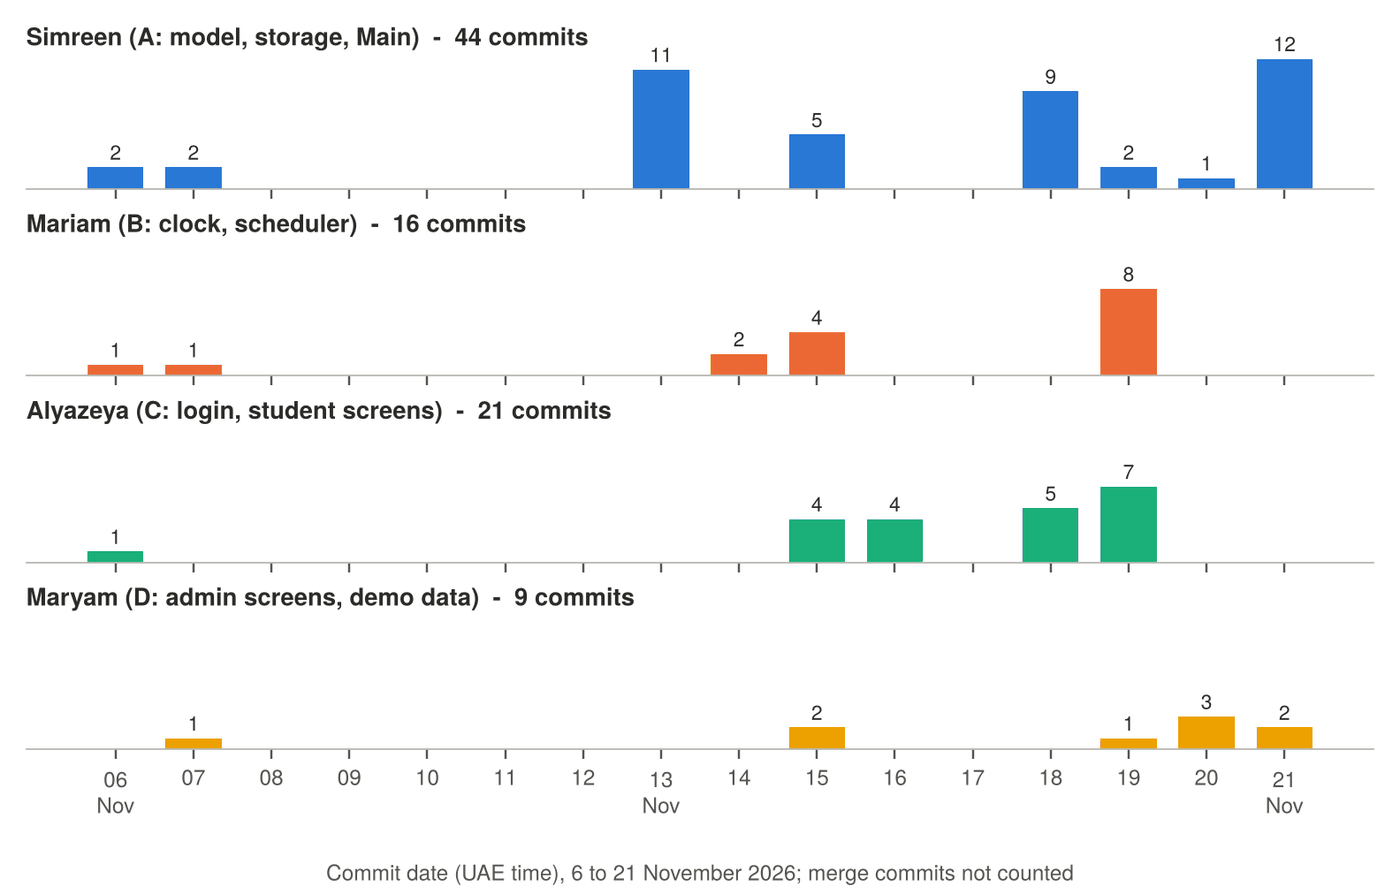 Simreen (A: model, storage, Main)  -  44 commits
2 2 11 5 9 2 1 12
Mariam (B: clock, scheduler)  -  16 commits
1 1 2 4 8
Alyazeya (C: login, student screens)  -  21 commits
1 4 4 5 7
Maryam (D: admin screens, demo data)  -  9 commits
1 2 1 3 2
06 07 08 09 10 11 12 13 14 15 16 17 18 19 20 21
Nov Nov Nov
Commit date (UAE time), 6 to 21 November 2026; merge commits not counted